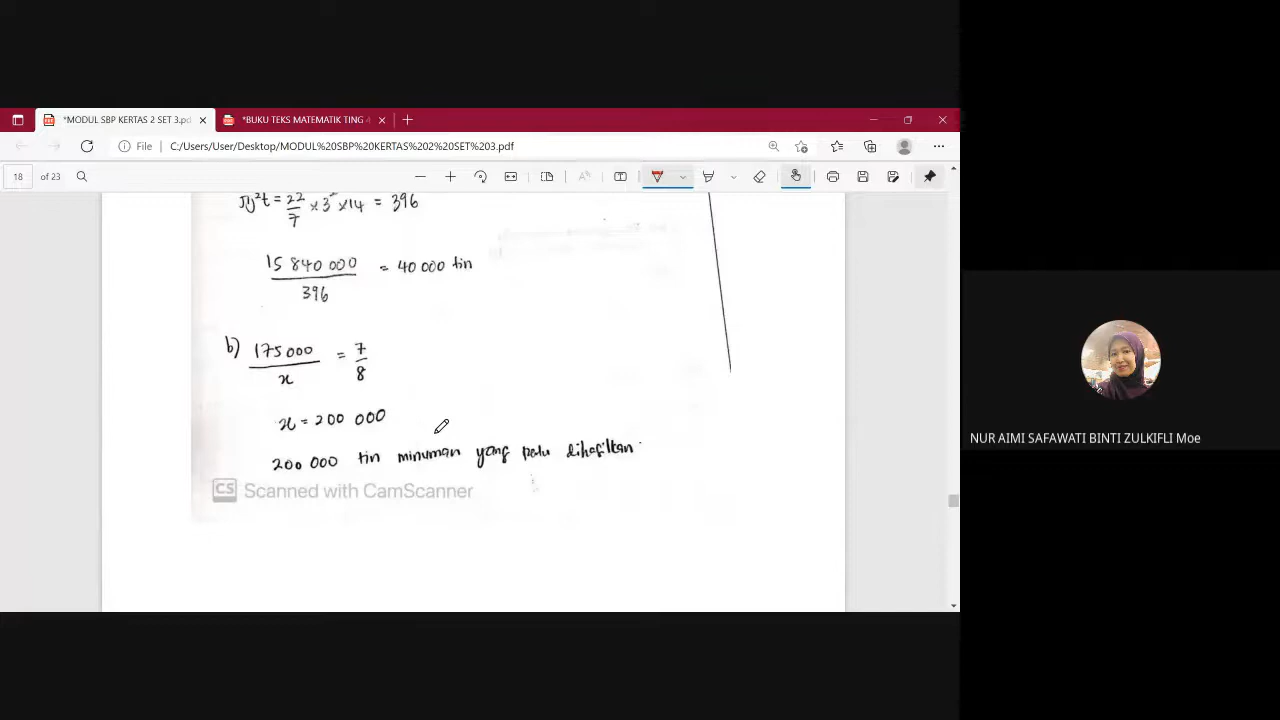 *MODUL SBP KERTAS 2 SET 3.pd
*BUKU TEKS MATEMATIK TING 4
File
C:/Users/User/Desktop/MODUL%20SBP%20KERTAS%202%20SET%203.pdf
18 of 23
πj²t = 22/7 × 3² × 14 = 396
15 840 000 / 396 = 40 000 tin
b) 175 000 / x = 7/8
x = 200 000
200 000 tin minuman yang perlu dihasilkan.
CS Scanned with CamScanner
NUR AIMI SAFAWATI BINTI ZULKIFLI Moe